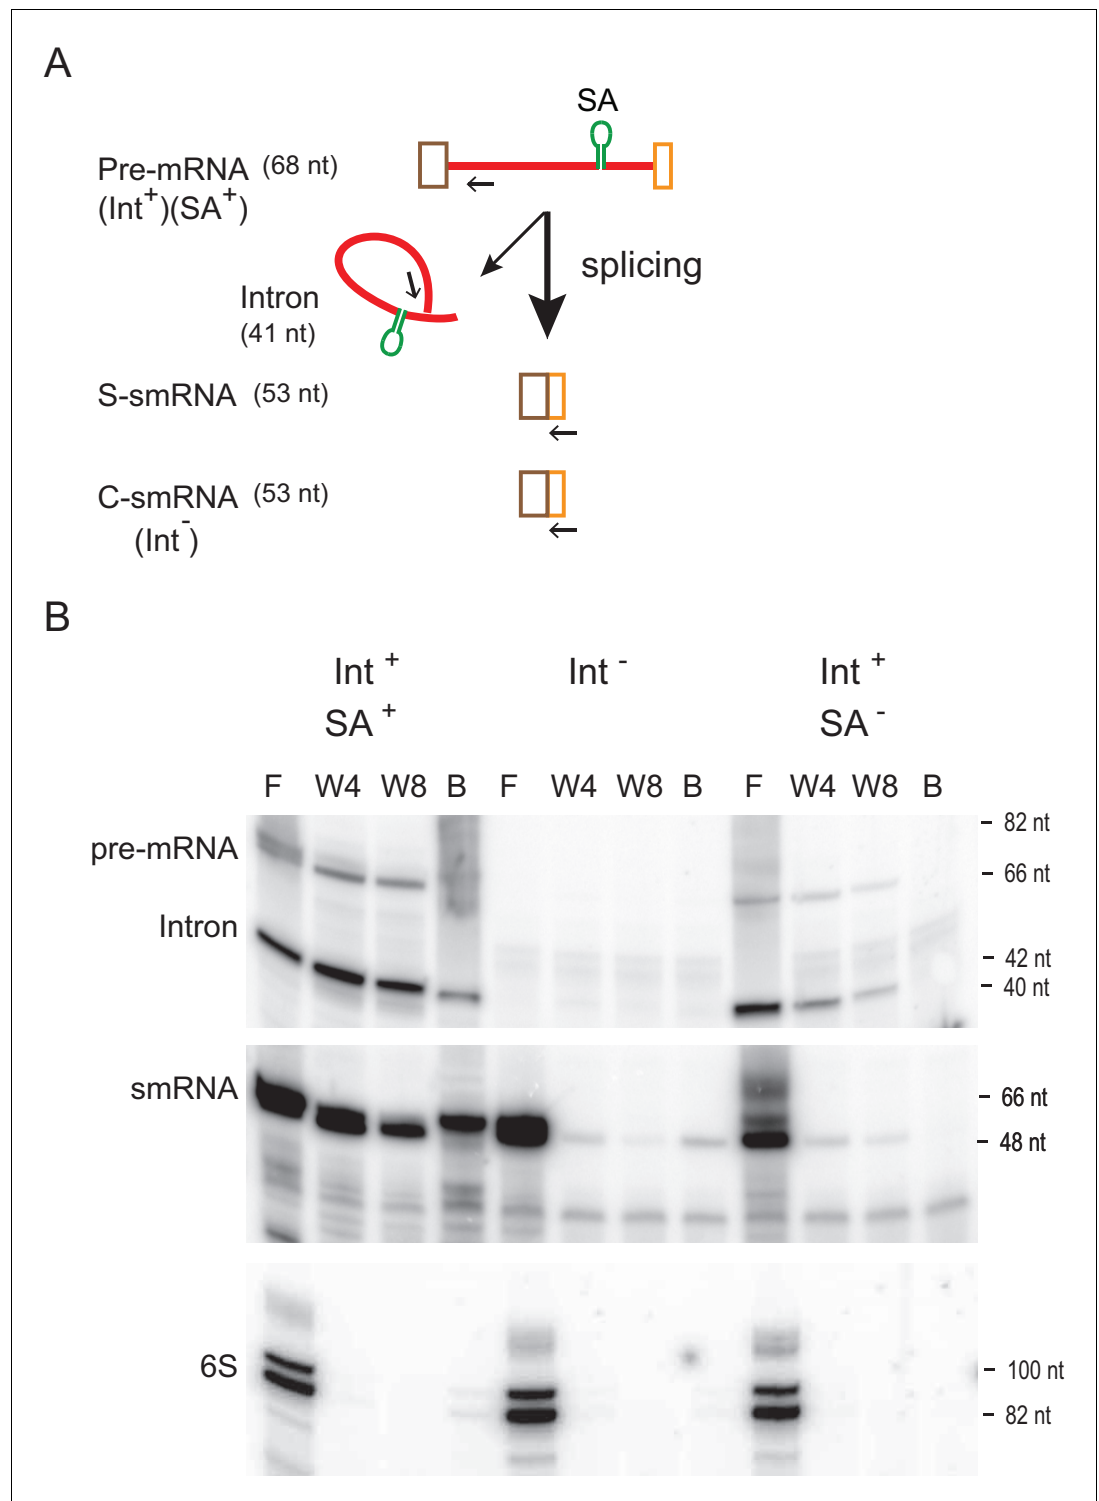 A
SA
Pre-mRNA (68 nt)
(Int⁺)(SA⁺)
splicing
Intron
(41 nt)
S-smRNA (53 nt)
C-smRNA (53 nt)
(Int⁻)
B
Int ⁺ Int ⁻ Int ⁺
SA ⁺ SA ⁻
F W4 W8 B F W4 W8 B F W4 W8 B
82 nt
pre-mRNA
66 nt
Intron
42 nt
40 nt
smRNA
66 nt
48 nt
6S
100 nt
82 nt